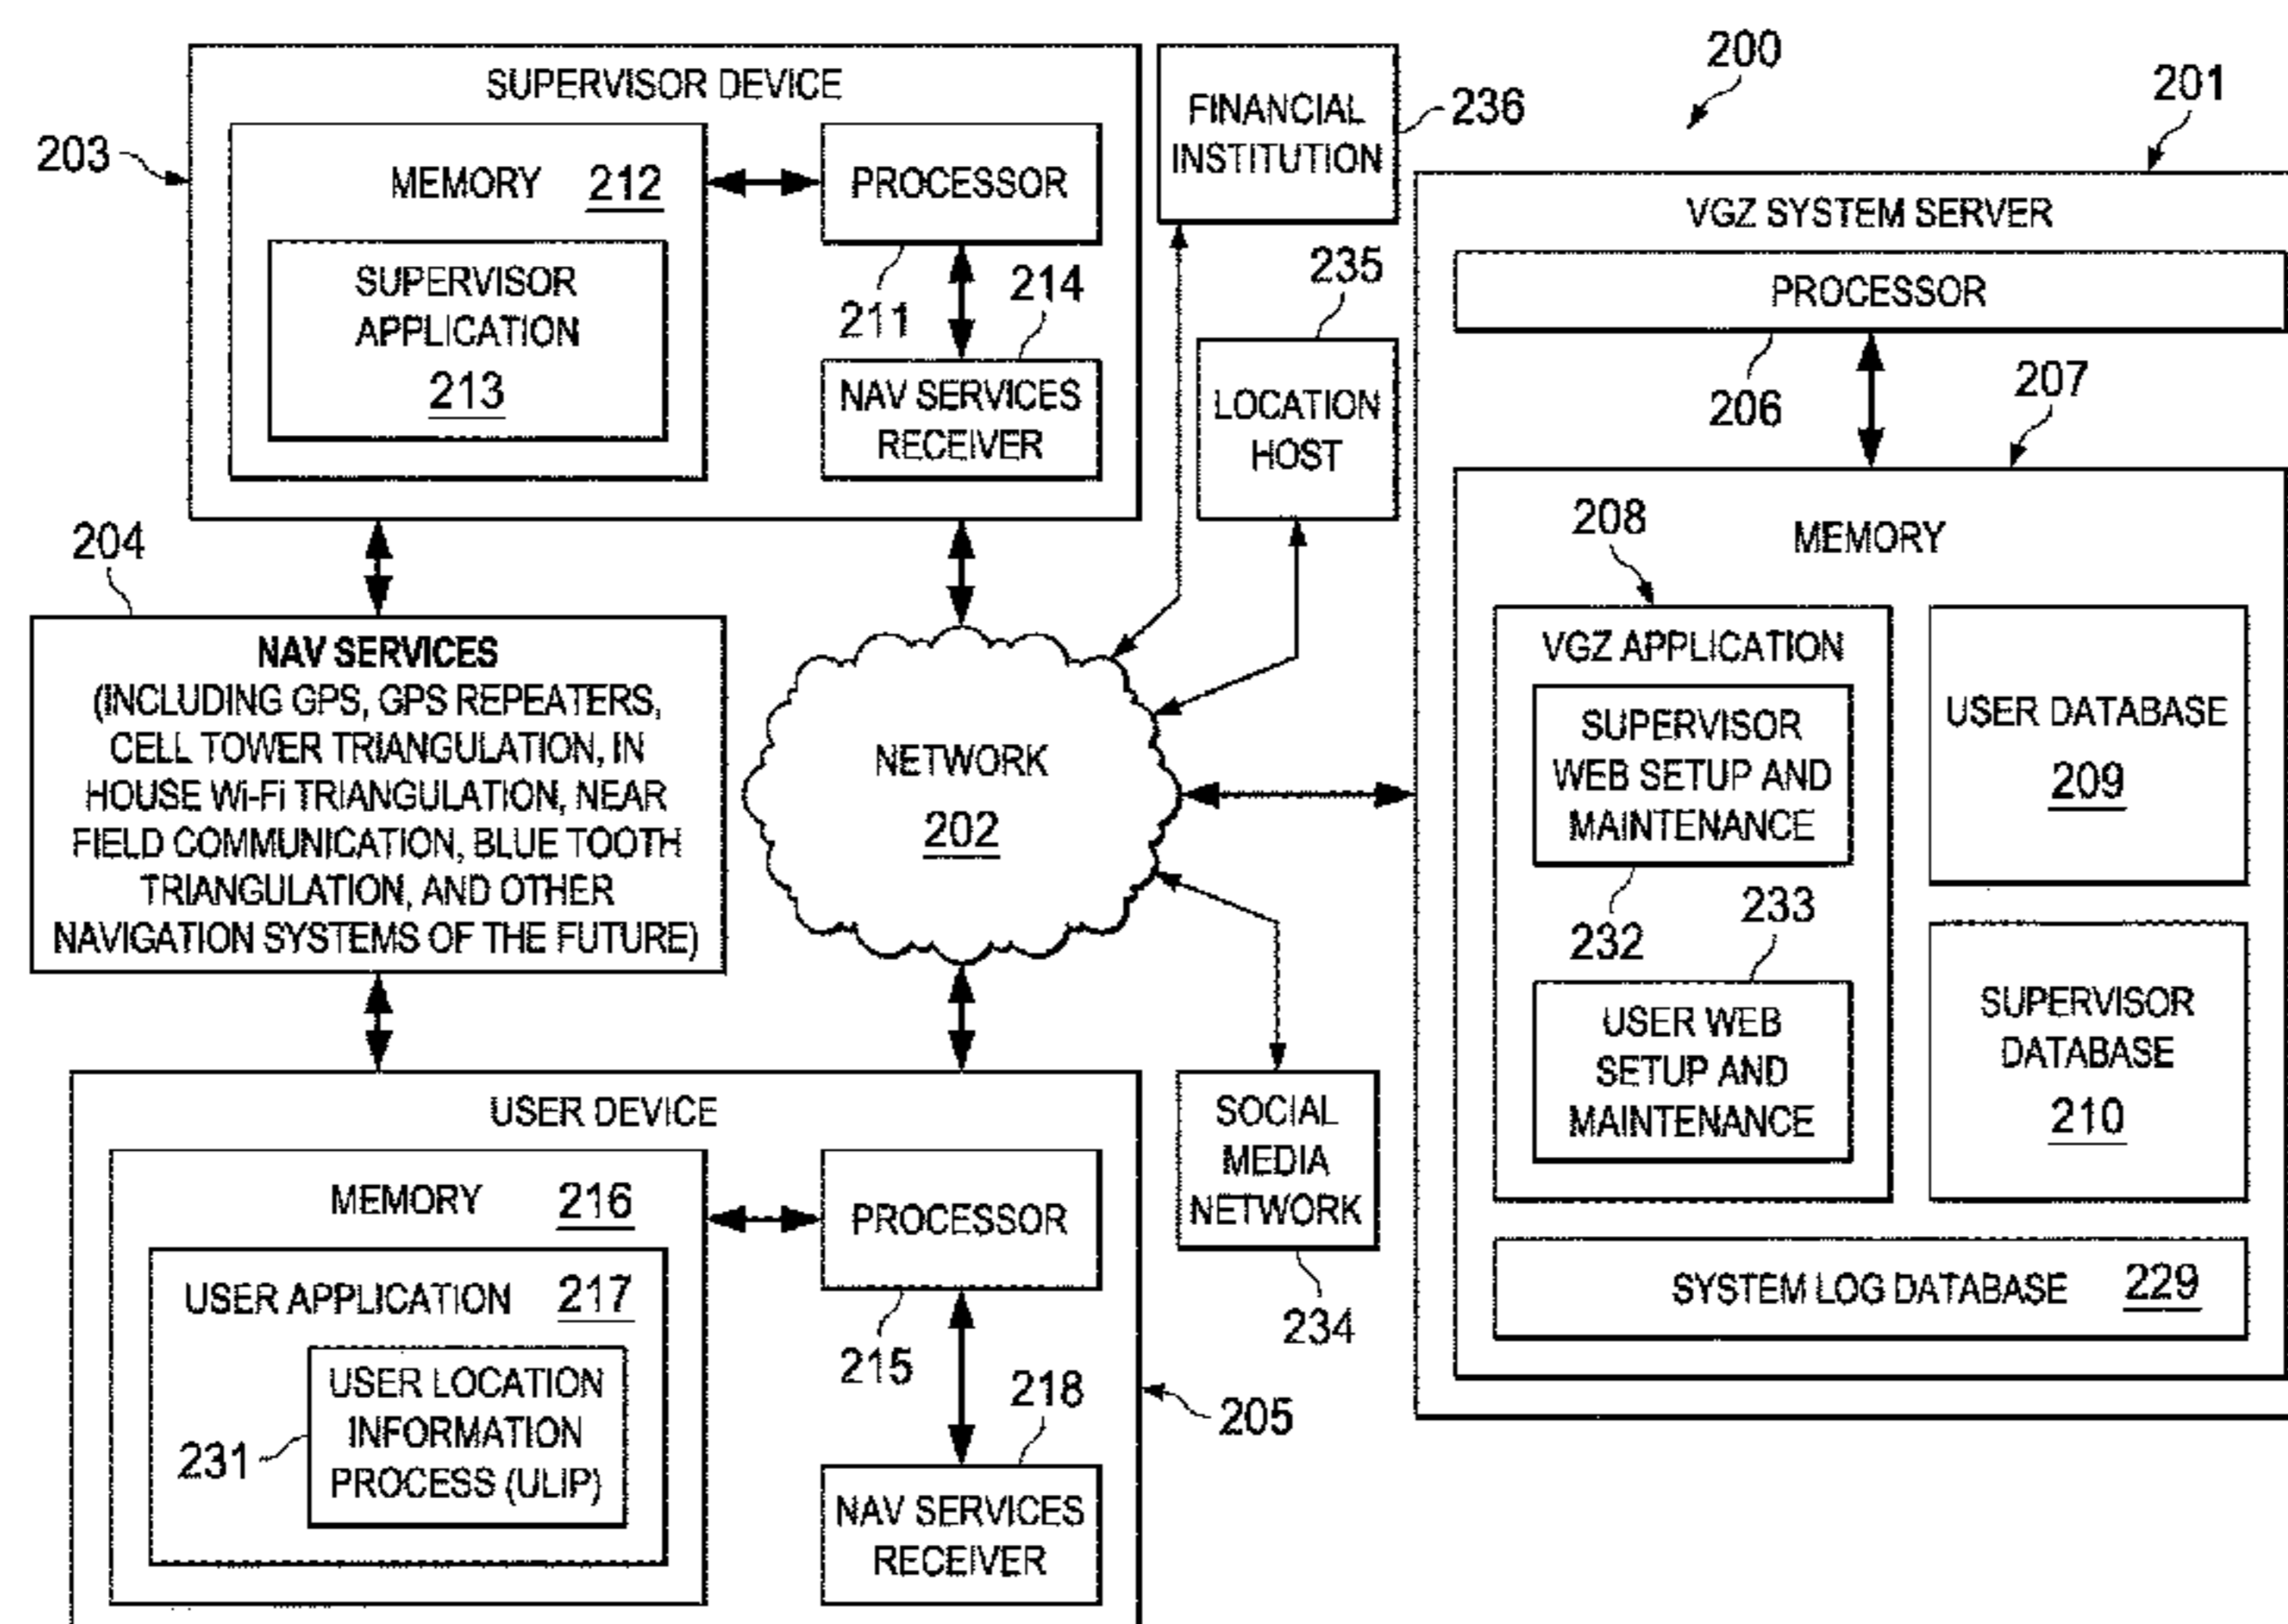 SUPERVISOR DEVICE
203
MEMORY 212
SUPERVISOR
APPLICATION
213
PROCESSOR
211
214
NAV SERVICES
RECEIVER
FINANCIAL
INSTITUTION
236
235
LOCATION
HOST
200
201
VGZ SYSTEM SERVER
PROCESSOR
206
207
MEMORY
208
VGZ APPLICATION
SUPERVISOR
WEB SETUP AND
MAINTENANCE
232
233
USER WEB
SETUP AND
MAINTENANCE
USER DATABASE
209
SUPERVISOR
DATABASE
210
SYSTEM LOG DATABASE 229
204
NAV SERVICES
(INCLUDING GPS, GPS REPEATERS,
CELL TOWER TRIANGULATION, IN
HOUSE Wi-Fi TRIANGULATION, NEAR
FIELD COMMUNICATION, BLUE TOOTH
TRIANGULATION, AND OTHER
NAVIGATION SYSTEMS OF THE FUTURE)
NETWORK
202
USER DEVICE
MEMORY 216
USER APPLICATION 217
USER LOCATION
INFORMATION
PROCESS (ULIP)
231
PROCESSOR
215
218
NAV SERVICES
RECEIVER
205
SOCIAL
MEDIA
NETWORK
234